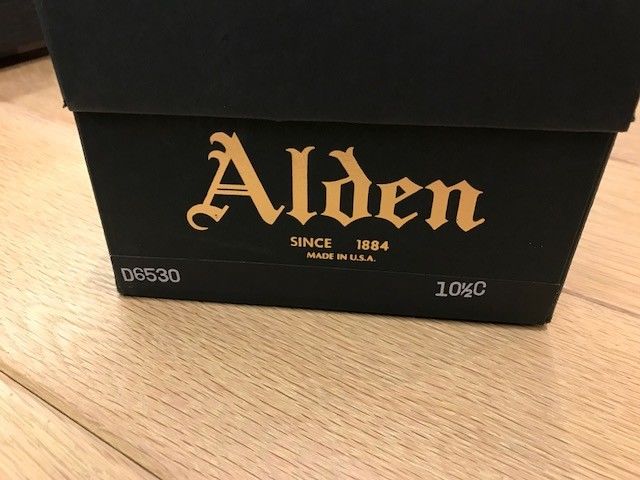 Alden
SINCE 1884
MADE IN U.S.A.
D6530 10½C